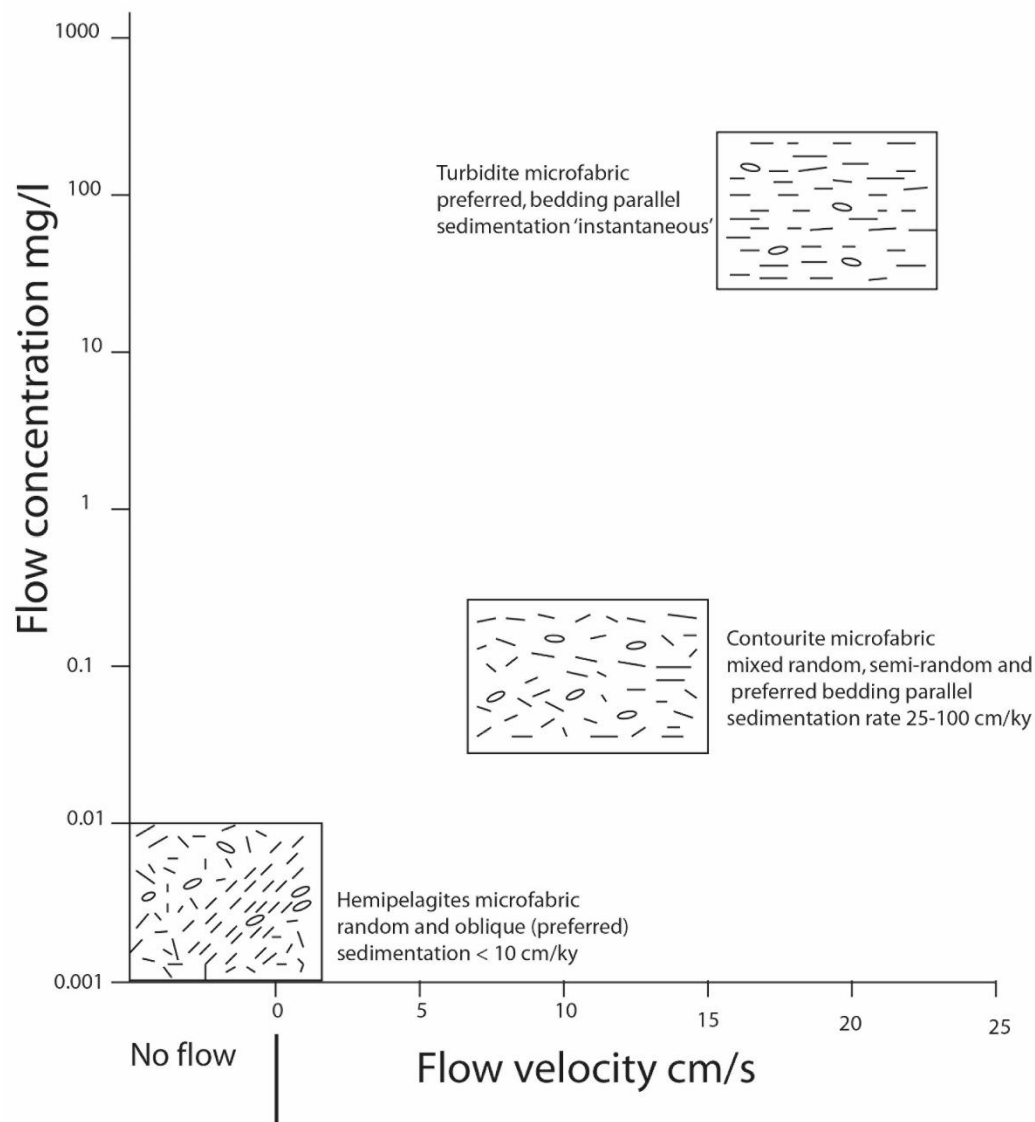 Flow concentration mg/l
1000
100
10
1
0.1
0.01
0.001
Turbidite microfabric
preferred, bedding parallel
sedimentation 'instantaneous'
Contourite microfabric
mixed random, semi-random and
preferred bedding parallel
sedimentation rate 25-100 cm/ky
Hemipelagites microfabric
random and oblique (preferred)
sedimentation < 10 cm/ky
0
5
10
15
20
25
No flow
Flow velocity cm/s